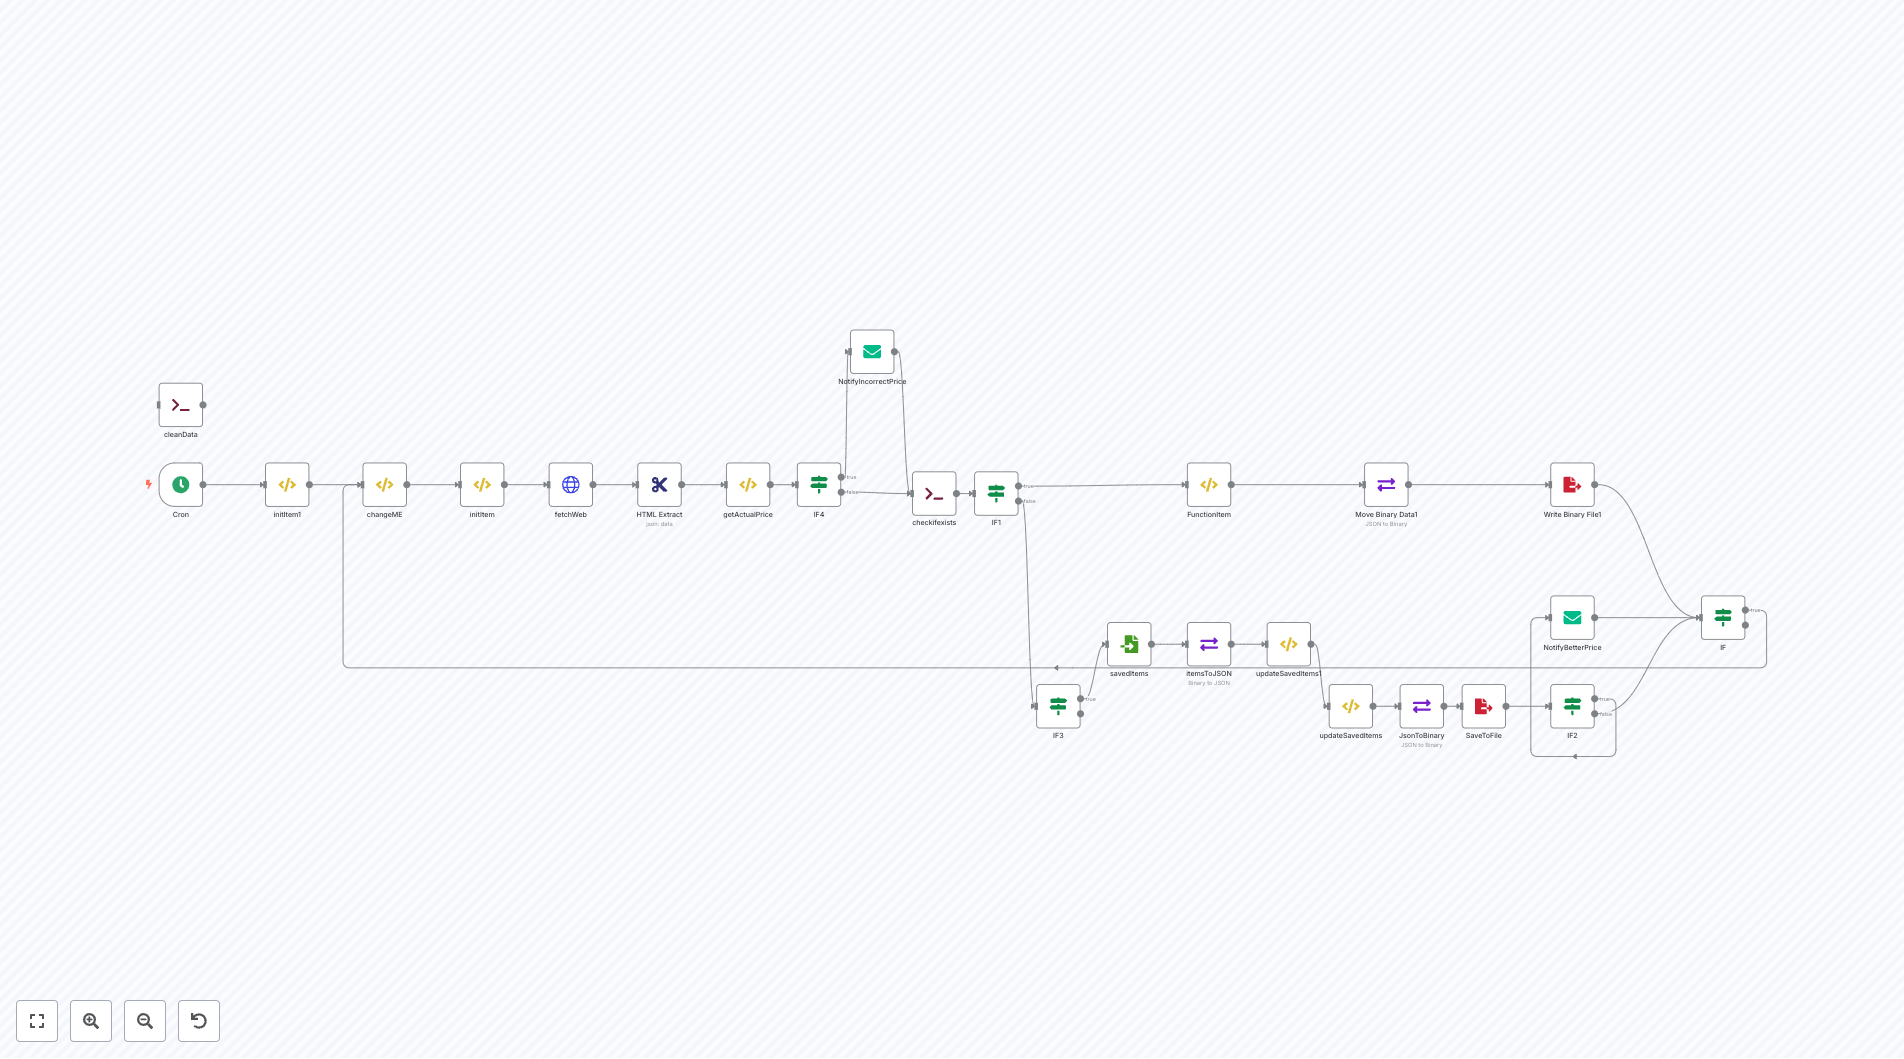 NotifyIncorrectPrice
cleanData
true
false
true
false
Cron
initItem1
changeME
initItem
fetchWeb
HTML Extract
json: data
getActualPrice
IF4
checkifexists
IF1
FunctionItem
Move Binary Data1
JSON to Binary
Write Binary File1
true
NotifyBetterPrice
IF
savedItems
itemsToJSON
Binary to JSON
updateSavedItems1
true
true
false
IF3
updateSavedItems
JsonToBinary
JSON to Binary
SaveToFile
IF2